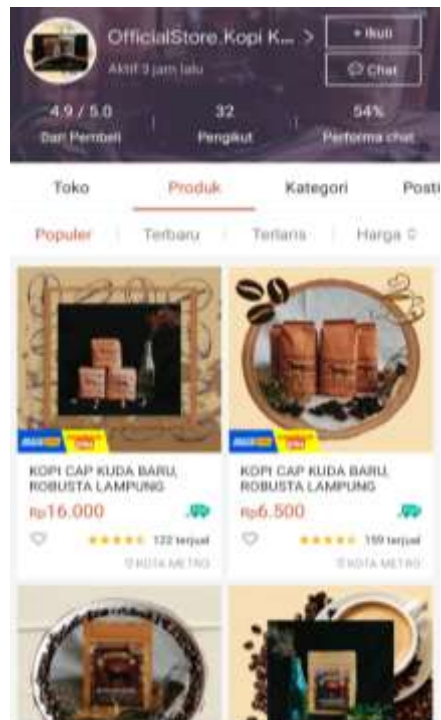 OfficialStore.Kopi K... >
+ Ikuti
Aktif 3 jam lalu
Chat
4.9 / 5.0
32
54%
Dari Pembeli
Pengikut
Performa chat
Toko
Produk
Kategori
Posti
Populer
Terbaru
Terlaris
Harga
KOPI CAP KUDA BARU, ROBUSTA LAMPUNG
Rp16.000
122 terjual
KOTA METRO
KOPI CAP KUDA BARU, ROBUSTA LAMPUNG
Rp6.500
159 terjual
KOTA METRO